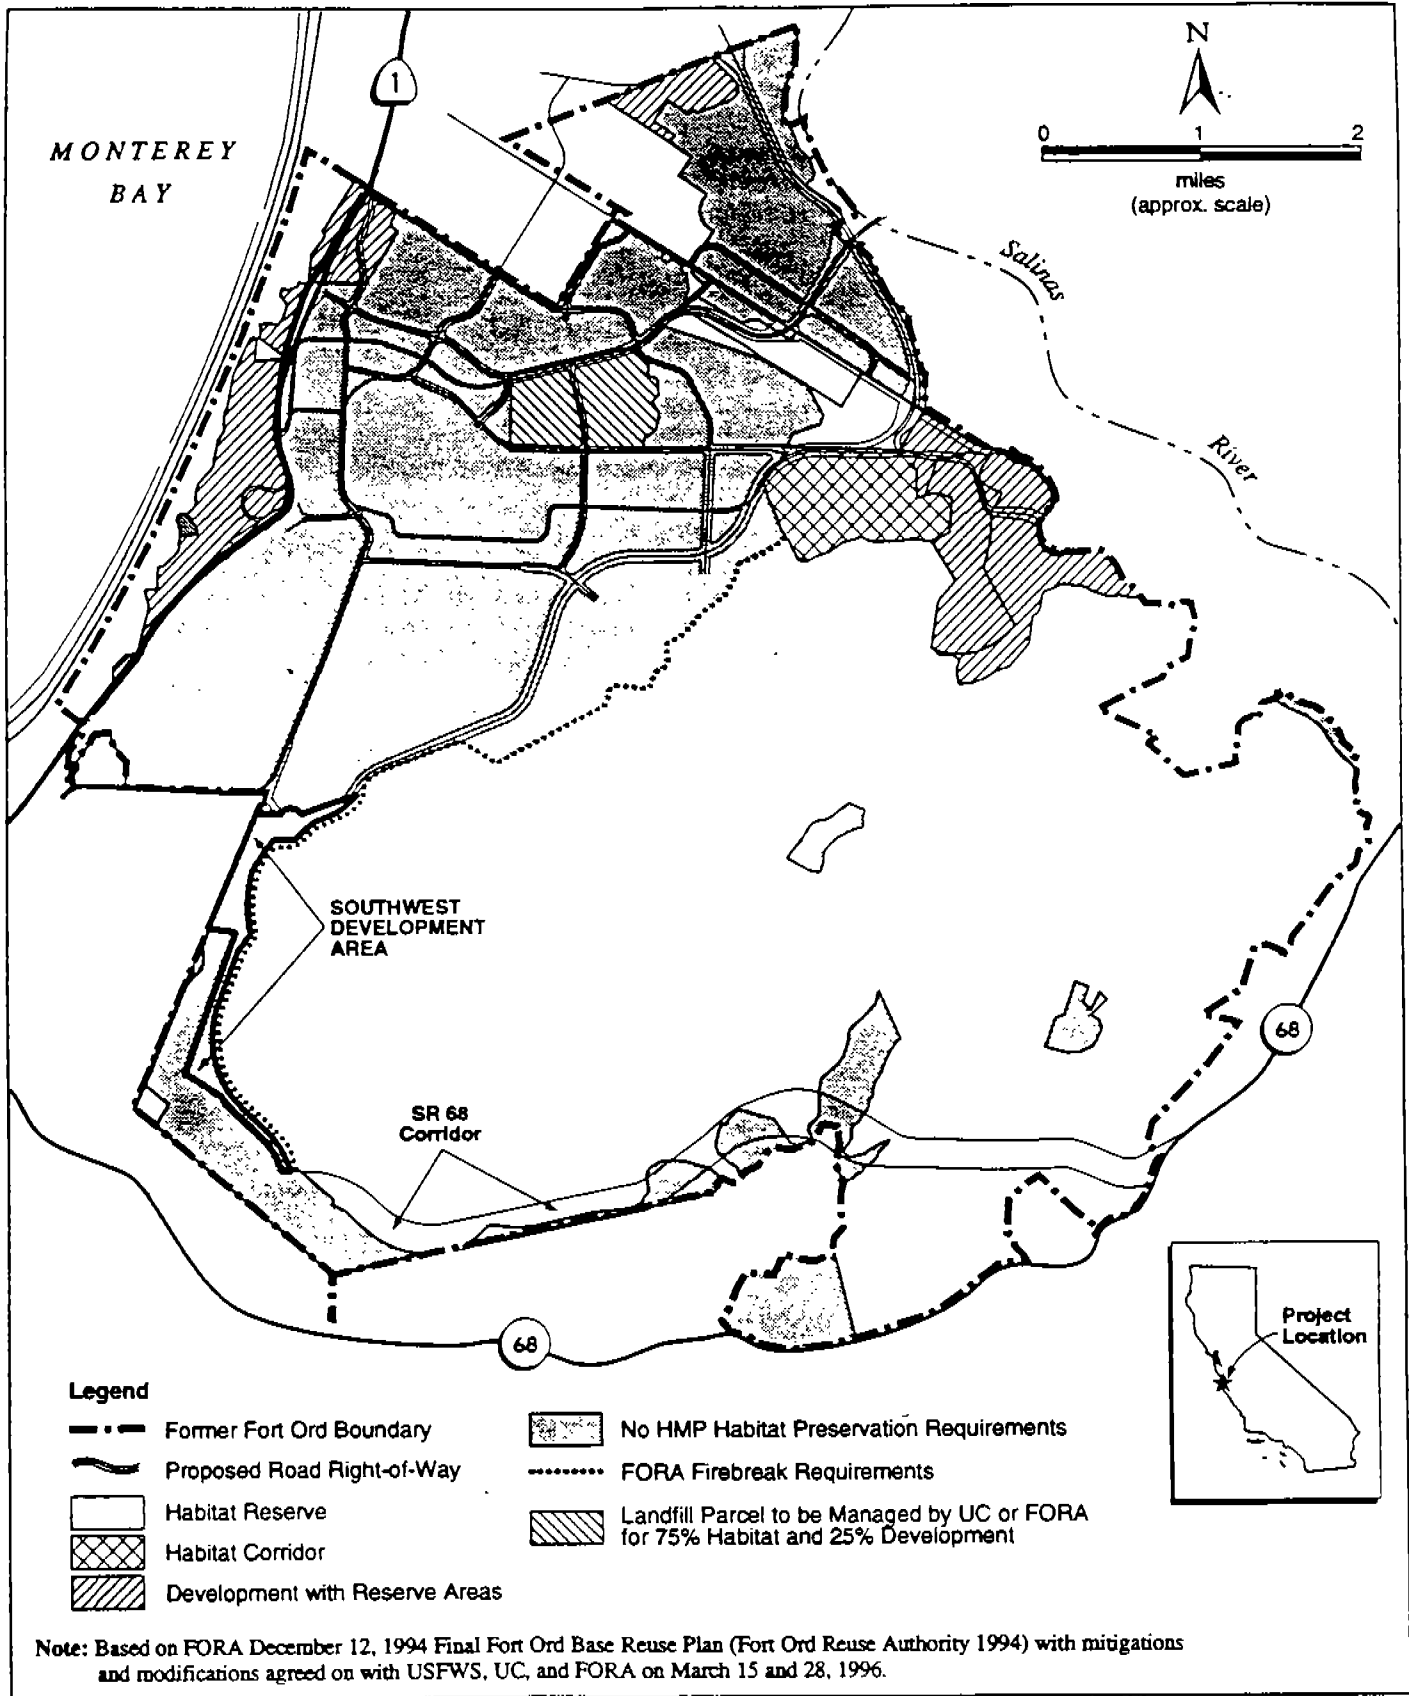 N
1
MONTEREY
BAY
0 1 2
miles
(approx. scale)
Salinas
River
SOUTHWEST
DEVELOPMENT
AREA
68
SR 68
Corridor
68
Project
Location
Legend
Former Fort Ord Boundary
Proposed Road Right-of-Way
Habitat Reserve
Habitat Corridor
Development with Reserve Areas
No HMP Habitat Preservation Requirements
FORA Firebreak Requirements
Landfill Parcel to be Managed by UC or FORA
for 75% Habitat and 25% Development
Note: Based on FORA December 12, 1994 Final Fort Ord Base Reuse Plan (Fort Ord Reuse Authority 1994) with mitigations
and modifications agreed on with USFWS, UC, and FORA on March 15 and 28, 1996.